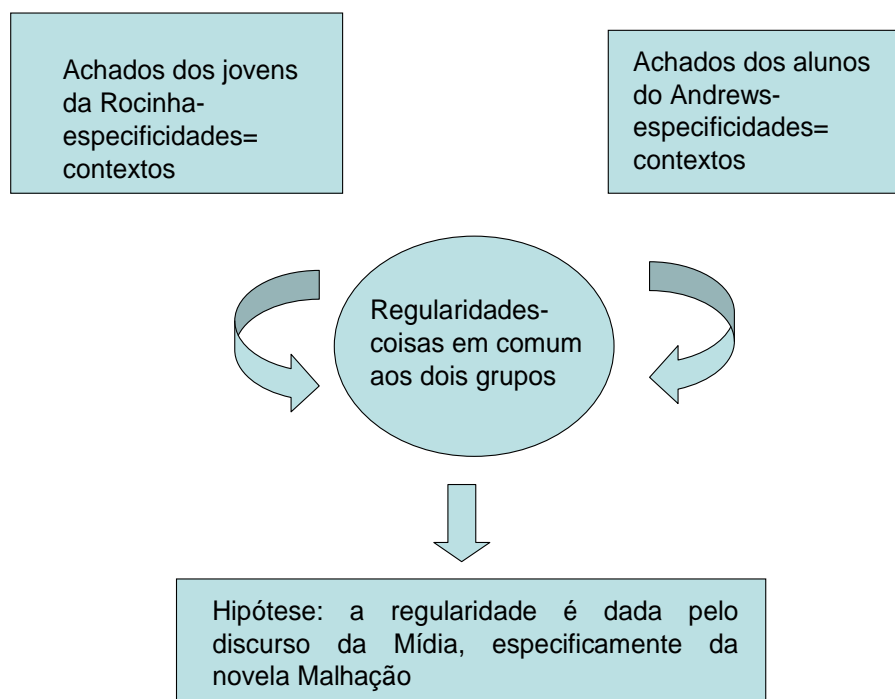 Achados dos jovens
da Rocinha-
especificidades=
contextos
Achados dos alunos
do Andrews-
especificidades=
contextos
Regularidades-
coisas em comum
aos dois grupos
Hipótese: a regularidade é dada pelo
discurso da Mídia, especificamente da
novela Malhação